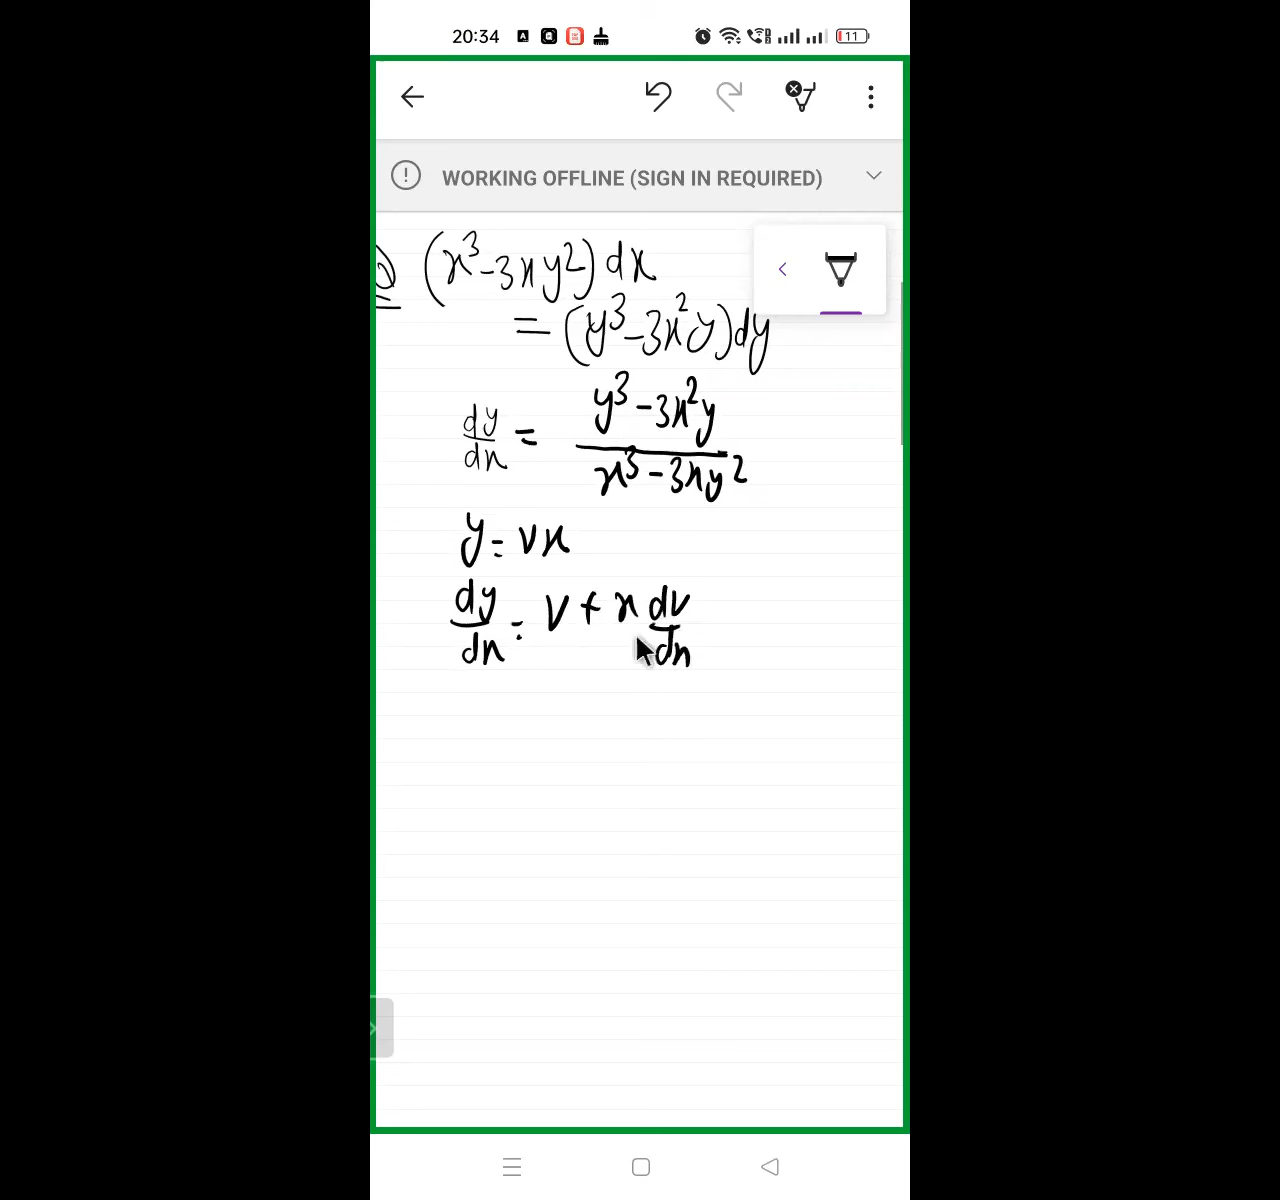 20:34 11
WORKING OFFLINE (SIGN IN REQUIRED)
Q (x³-3xy²)dx
= (y³-3x²y)dy
dy/dx = (y³-3x²y)/(x³-3xy²)
y = vx
dy/dx = v + x dv/dx